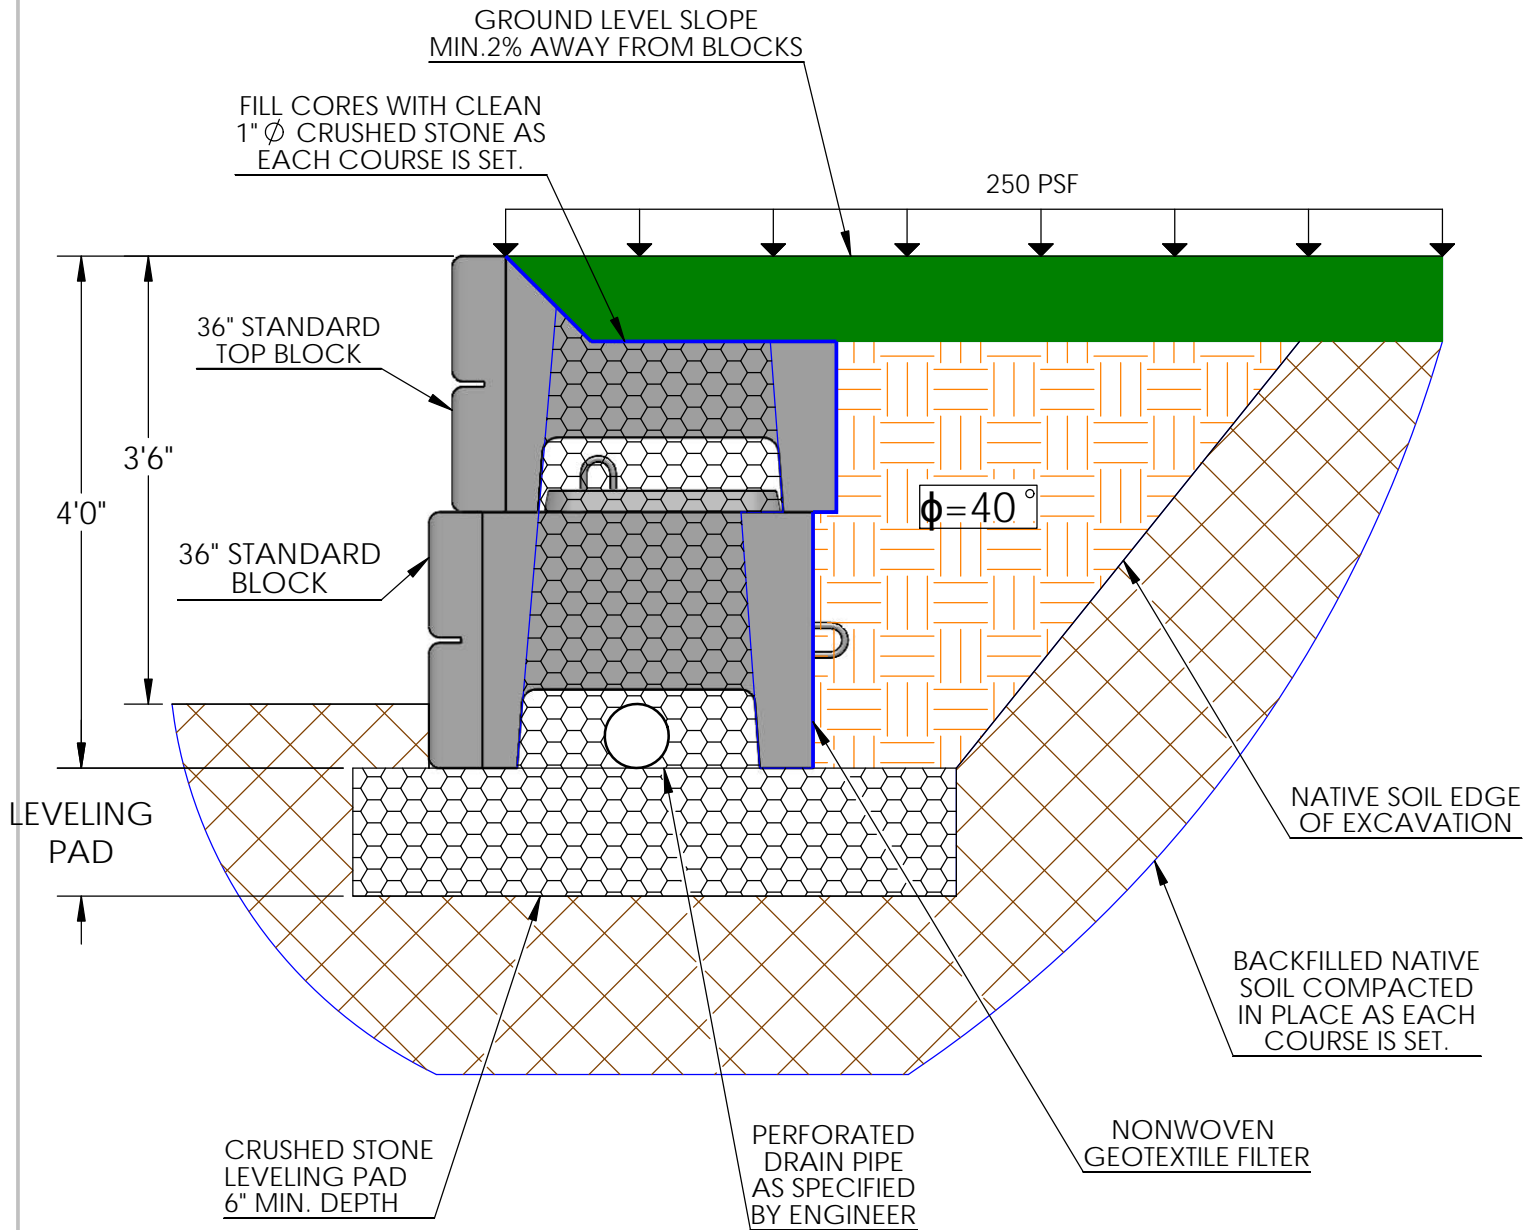 GROUND LEVEL SLOPE
MIN.2% AWAY FROM BLOCKS
FILL CORES WITH CLEAN
1"∅ CRUSHED STONE AS
EACH COURSE IS SET.
250 PSF
36" STANDARD
TOP BLOCK
3'6"
4'0"
ϕ=40°
36" STANDARD
BLOCK
LEVELING
PAD
NATIVE SOIL EDGE
OF EXCAVATION
BACKFILLED NATIVE
SOIL COMPACTED
IN PLACE AS EACH
COURSE IS SET.
CRUSHED STONE
LEVELING PAD
6" MIN. DEPTH
PERFORATED
DRAIN PIPE
AS SPECIFIED
BY ENGINEER
NONWOVEN
GEOTEXTILE FILTER